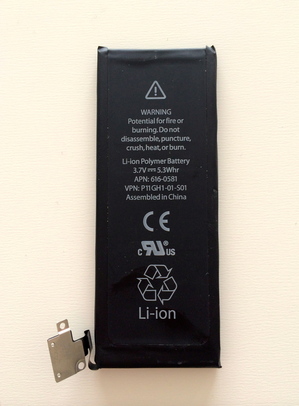 WARNING
Potential for fire or
burning. Do not
disassemble, puncture,
crush, heat, or burn.
Li-ion Polymer Battery
3.7V ⎓ 5.3Whr
APN: 616-0581
VPN: P11GH1-01-S01
Assembled in China
CE
c RU US
Li-ion